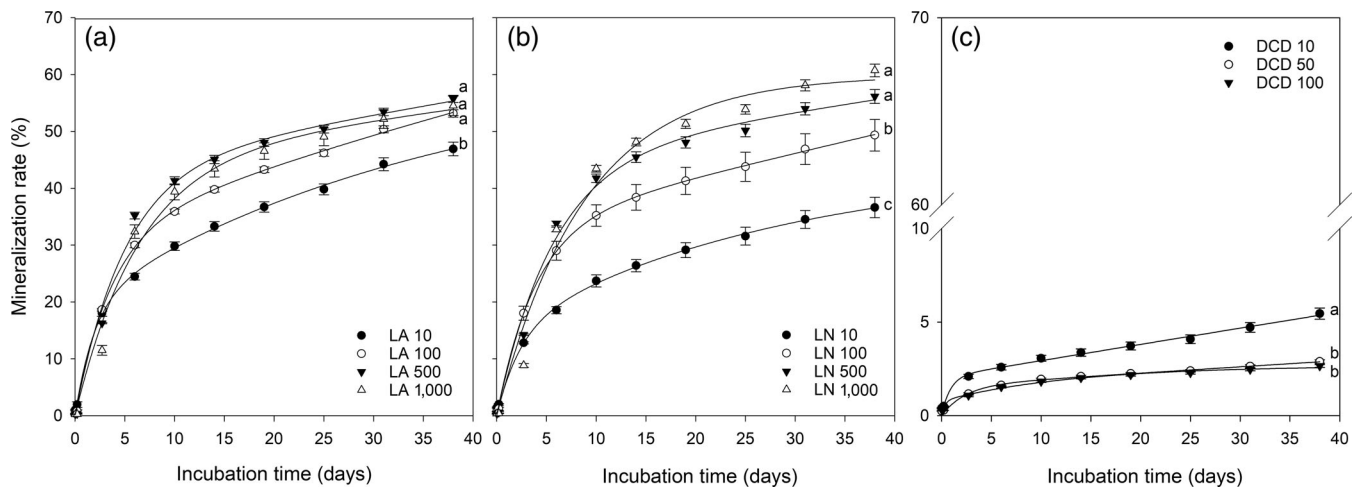 (a)
Mineralization rate (%)
70
60
50
40
30
20
10
0
a
a
a
b
LA 10
LA 100
LA 500
LA 1,000
0 5 10 15 20 25 30 35 40
Incubation time (days)
(b)
a
a
b
c
LN 10
LN 100
LN 500
LN 1,000
0 5 10 15 20 25 30 35 40
Incubation time (days)
(c)
70
60
10
5
0
DCD 10
DCD 50
DCD 100
a
b
b
0 5 10 15 20 25 30 35 40
Incubation time (days)